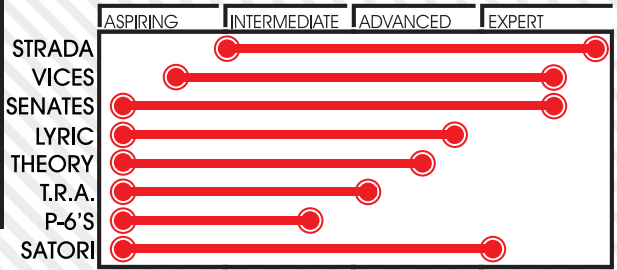 ASPIRING INTERMEDIATE ADVANCED EXPERT
STRADA
VICES
SENATES
LYRIC
THEORY
T.R.A.
P-6'S
SATORI